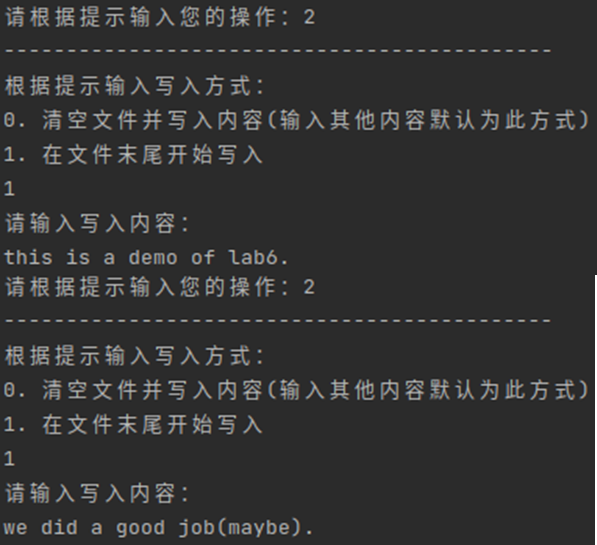 请根据提示输入您的操作：2
--------------------------------------------
根据提示输入写入方式：
0. 清空文件并写入内容(输入其他内容默认为此方式)
1. 在文件末尾开始写入
1
请输入写入内容：
this is a demo of lab6.
请根据提示输入您的操作：2
--------------------------------------------
根据提示输入写入方式：
0. 清空文件并写入内容(输入其他内容默认为此方式)
1. 在文件末尾开始写入
1
请输入写入内容：
we did a good job(maybe).